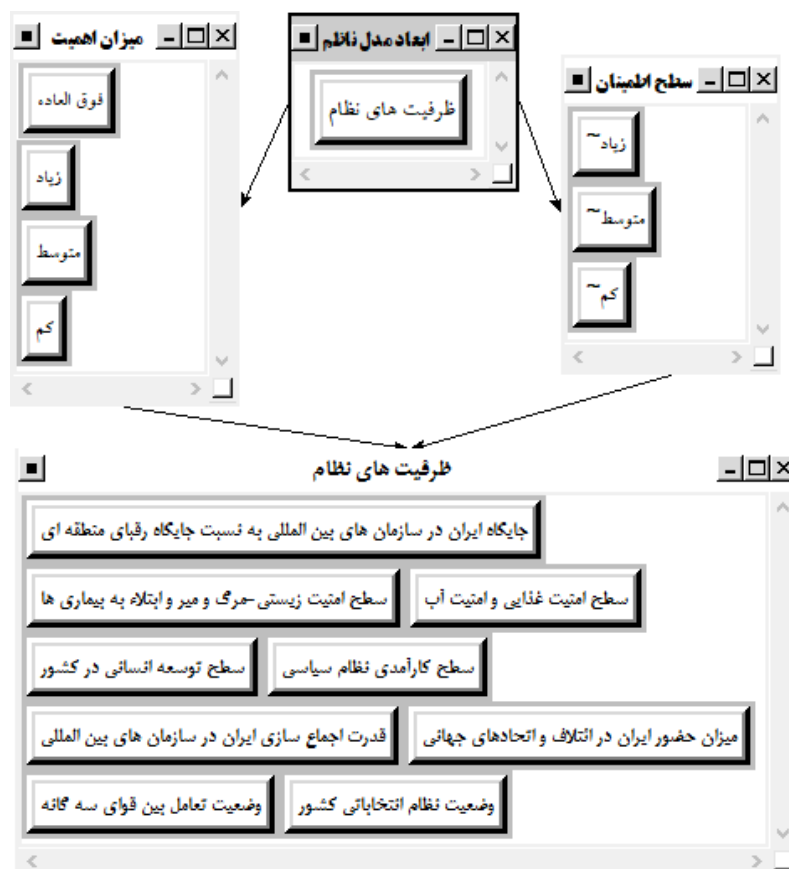 میزان اهمیت
فوق العاده
زیاد
متوسط
کم
ابعاد مدل ناظم
ظرفیت های نظام
سطح اطمینان
زیاد~
متوسط~
کم~
ظرفیت های نظام
جایگاه ایران در سازمان های بین المللی به نسبت جایگاه رقبای منطقه ای
سطح امنیت غذایی و امنیت آب
سطح امنیت زیستی-مرگ و میر و ابتلاء به بیماری ها
سطح کارآمدی نظام سیاسی
سطح توسعه انسانی در کشور
میزان حضور ایران در ائتلاف و اتحادهای جهانی
قدرت اجماع سازی ایران در سازمان های بین المللی
وضعیت نظام انتخاباتی کشور
وضعیت تعامل بین قوای سه گانه